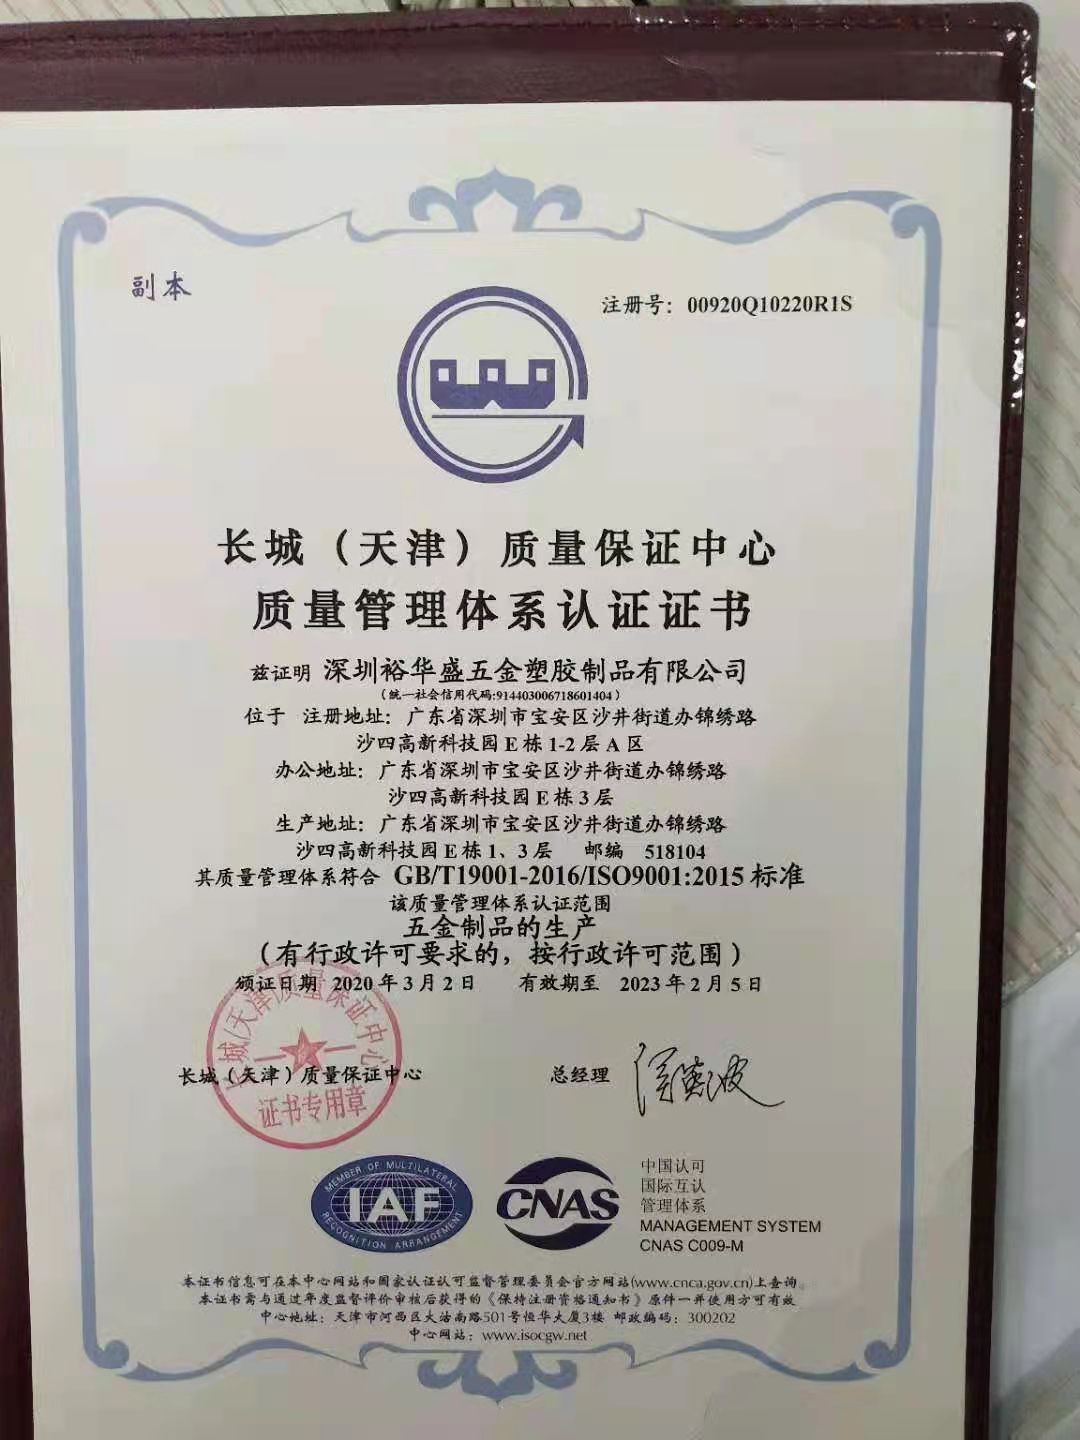 副本
注册号：00920Q10220R1S
长城（天津）质量保证中心
质量管理体系认证证书
兹证明 深圳裕华盛五金塑胶制品有限公司
（统一社会信用代码:914403006718601404）
位于 注册地址：广东省深圳市宝安区沙井街道办锦绣路
沙四高新科技园E栋1-2层A区
办公地址：广东省深圳市宝安区沙井街道办锦绣路
沙四高新科技园E栋3层
生产地址：广东省深圳市宝安区沙井街道办锦绣路
沙四高新科技园E栋1、3层 邮编 518104
其质量管理体系符合 GB/T19001-2016/ISO9001:2015标准
该质量管理体系认证范围
五金制品的生产
（有行政许可要求的，按行政许可范围）
颁证日期 2020年3月2日 有效期至 2023年2月5日
长城(天津)质量保证中心
证书专用章
长城（天津）质量保证中心 总经理
MEMBER OF MULTILATERAL
IAF
RECOGNITION ARRANGEMENT
CNAS
中国认可
国际互认
管理体系
MANAGEMENT SYSTEM
CNAS C009-M
本证书信息可在本中心网站和国家认证认可监督管理委员会官方网站(www.cnca.gov.cn)上查询。
本证书需与通过年度监督评价审核后获得的《保持注册资格通知书》原件一并使用方可有效
中心地址：天津市河西区大沽南路501号恒华大厦3楼 邮政编码：300202
中心网站：www.isocgw.net